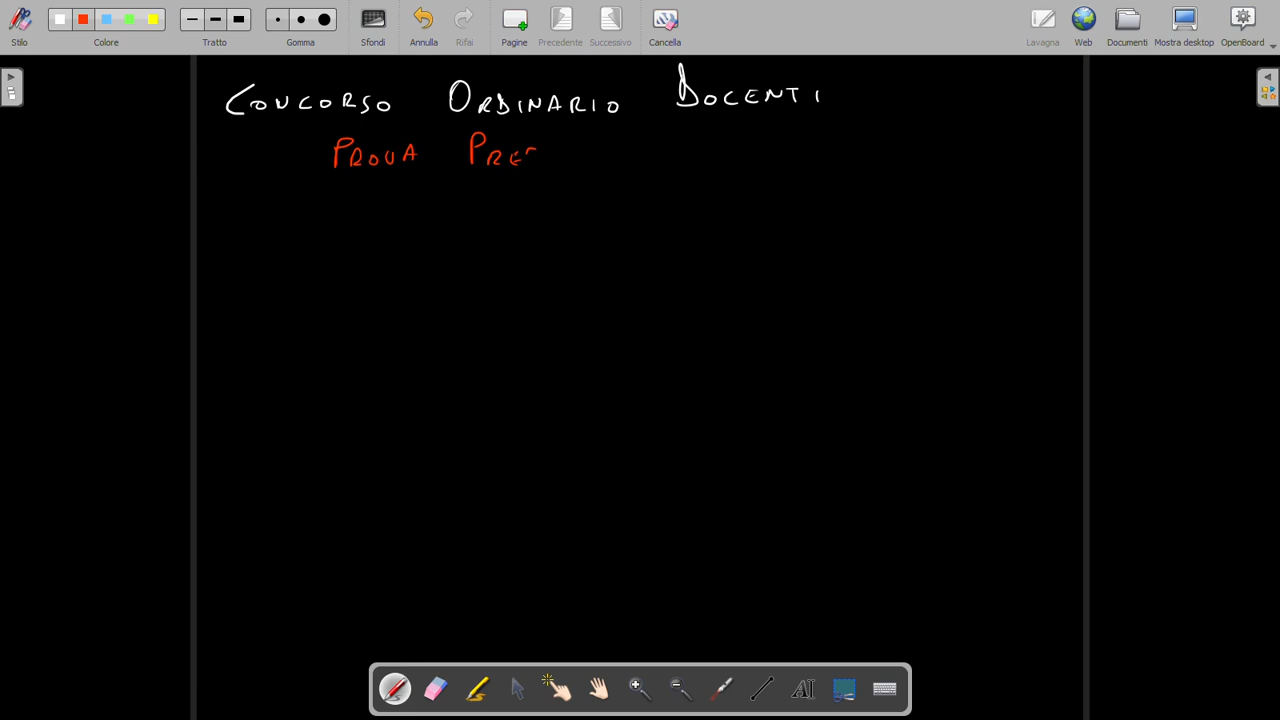 Stilo Colore Tratto Gomma Sfondi Annulla Rifai Pagine Precedente Successivo Cancella Lavagna Web Documenti Mostra desktop OpenBoard
CONCORSO ORDINARIO DOCENTI
PROVA PRE